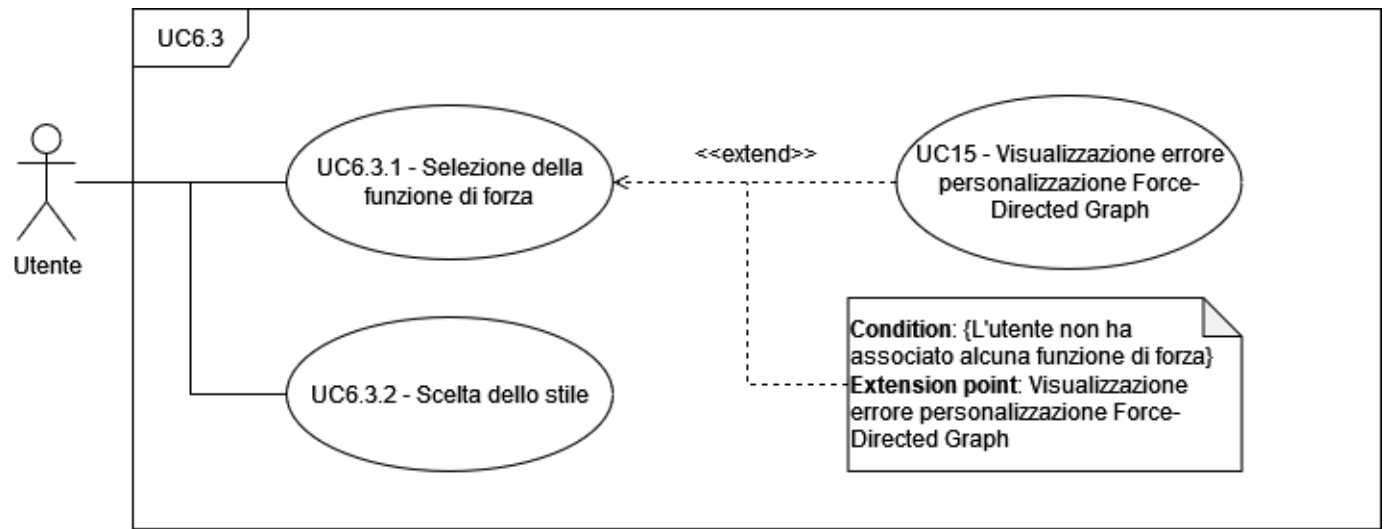 UC6.3
Utente
UC6.3.1 - Selezione della
funzione di forza
<<extend>>
UC15 - Visualizzazione errore
personalizzazione Force-
Directed Graph
UC6.3.2 - Scelta dello stile
Condition: {L'utente non ha
associato alcuna funzione di forza}
Extension point: Visualizzazione
errore personalizzazione Force-
Directed Graph